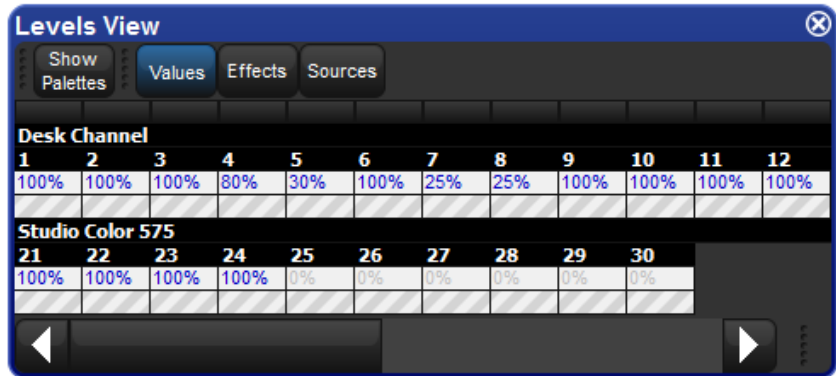 Levels View
Show Palettes Values Effects Sources
Desk Channel
1 2 3 4 5 6 7 8 9 10 11 12
100% 100% 100% 80% 30% 100% 25% 25% 100% 100% 100% 100%
Studio Color 575
21 22 23 24 25 26 27 28 29 30
100% 100% 100% 100% 0% 0% 0% 0% 0% 0%